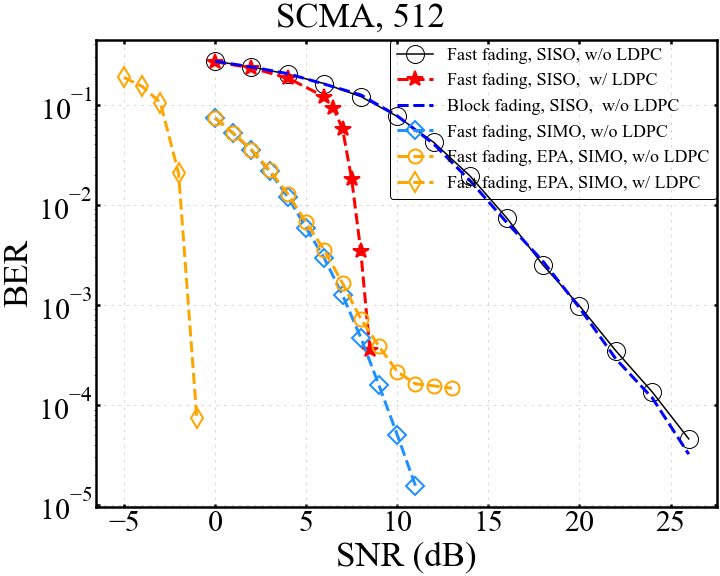 SCMA, 512
Fast fading, SISO, w/o LDPC
Fast fading, SISO,  w/ LDPC
Block fading, SISO,  w/o LDPC
Fast fading, SIMO, w/o LDPC
Fast fading, EPA, SIMO, w/o LDPC
Fast fading, EPA, SIMO, w/ LDPC
BER
10⁻¹
10⁻²
10⁻³
10⁻⁴
10⁻⁵
−5 0 5 10 15 20 25
SNR (dB)